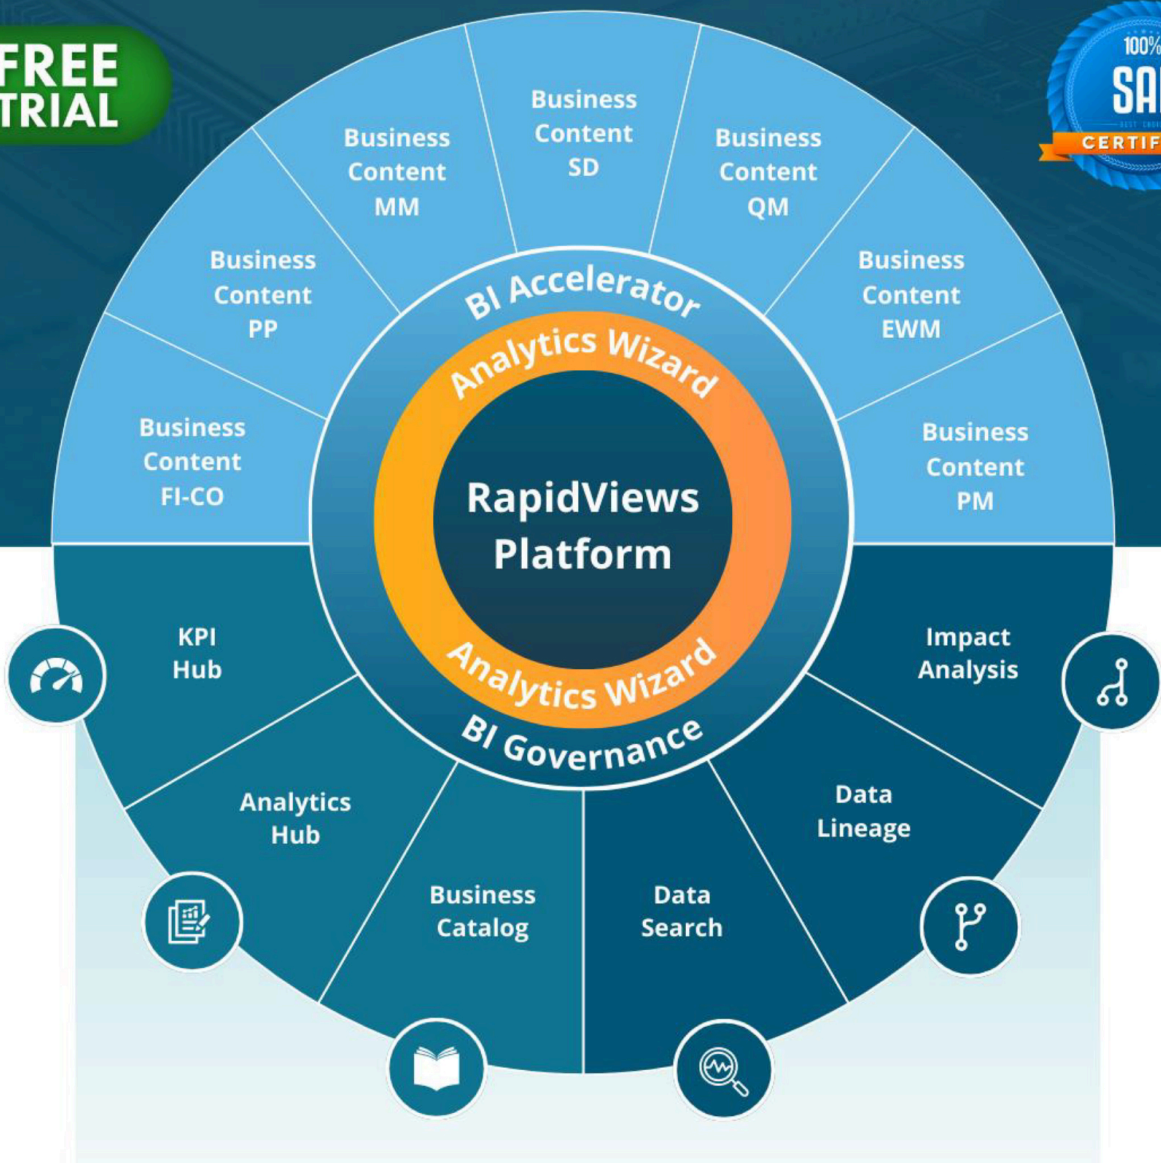 FREE
TRIAL
100%
Business
Content
SD
Business
Content
MM
Business
Content
QM
Business
Content
PP
Business
Content
EWM
Business
Content
FI-CO
Business
Content
PM
BI Accelerator
Analytics Wizard
RapidViews
Platform
Analytics Wizard
BI Governance
KPI
Hub
Impact
Analysis
Analytics
Hub
Data
Lineage
Business
Catalog
Data
Search